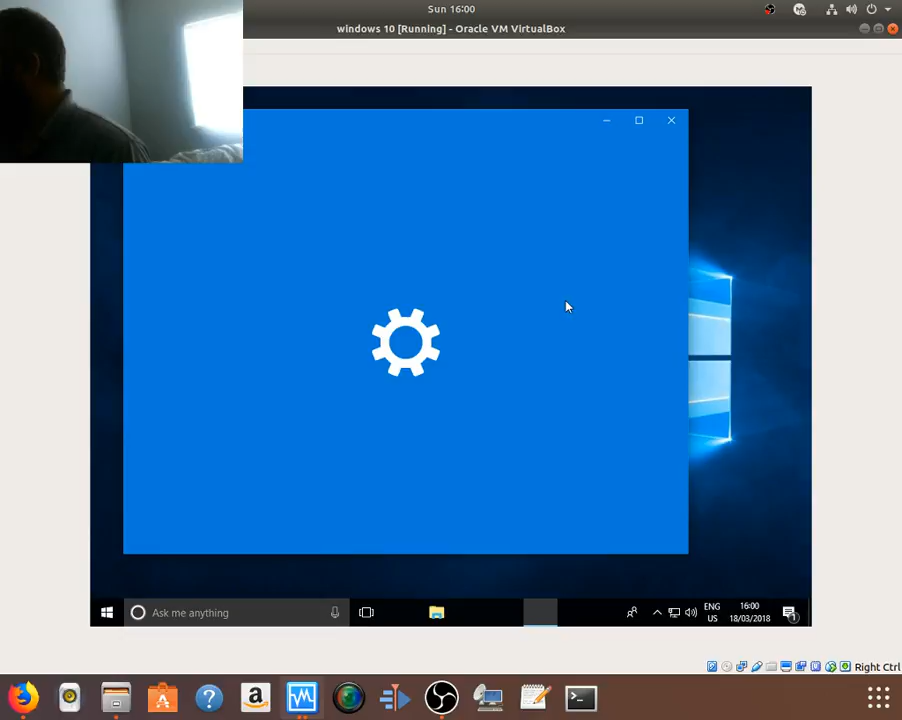 Sun 16:00
windows 10 [Running] - Oracle VM VirtualBox
Ask me anything
ENG
US
16:00
18/03/2018
1
Right Ctrl